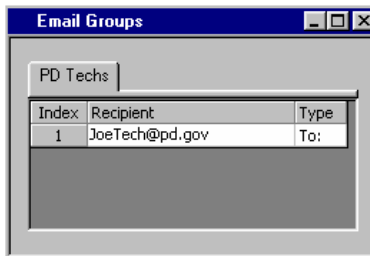 Email Groups
PD Techs
Index Recipient Type
1 JoeTech@pd.gov To: